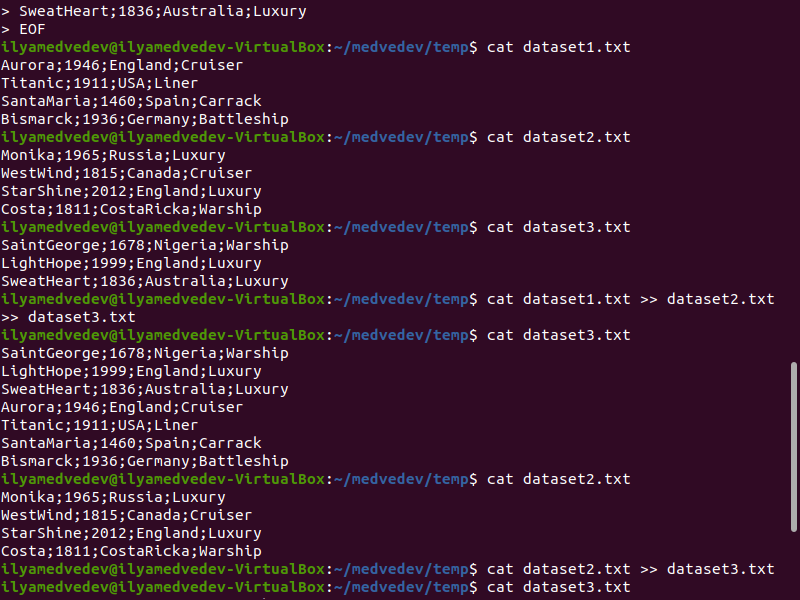 > SweatHeart;1836;Australia;Luxury
> EOF
ilyamedvedev@ilyamedvedev-VirtualBox:~/medvedev/temp$ cat dataset1.txt
Aurora;1946;England;Cruiser
Titanic;1911;USA;Liner
SantaMaria;1460;Spain;Carrack
Bismarck;1936;Germany;Battleship
ilyamedvedev@ilyamedvedev-VirtualBox:~/medvedev/temp$ cat dataset2.txt
Monika;1965;Russia;Luxury
WestWind;1815;Canada;Cruiser
StarShine;2012;England;Luxury
Costa;1811;CostaRicka;Warship
ilyamedvedev@ilyamedvedev-VirtualBox:~/medvedev/temp$ cat dataset3.txt
SaintGeorge;1678;Nigeria;Warship
LightHope;1999;England;Luxury
SweatHeart;1836;Australia;Luxury
ilyamedvedev@ilyamedvedev-VirtualBox:~/medvedev/temp$ cat dataset1.txt >> dataset2.txt
>> dataset3.txt
ilyamedvedev@ilyamedvedev-VirtualBox:~/medvedev/temp$ cat dataset3.txt
SaintGeorge;1678;Nigeria;Warship
LightHope;1999;England;Luxury
SweatHeart;1836;Australia;Luxury
Aurora;1946;England;Cruiser
Titanic;1911;USA;Liner
SantaMaria;1460;Spain;Carrack
Bismarck;1936;Germany;Battleship
ilyamedvedev@ilyamedvedev-VirtualBox:~/medvedev/temp$ cat dataset2.txt
Monika;1965;Russia;Luxury
WestWind;1815;Canada;Cruiser
StarShine;2012;England;Luxury
Costa;1811;CostaRicka;Warship
ilyamedvedev@ilyamedvedev-VirtualBox:~/medvedev/temp$ cat dataset2.txt >> dataset3.txt
ilyamedvedev@ilyamedvedev-VirtualBox:~/medvedev/temp$ cat dataset3.txt